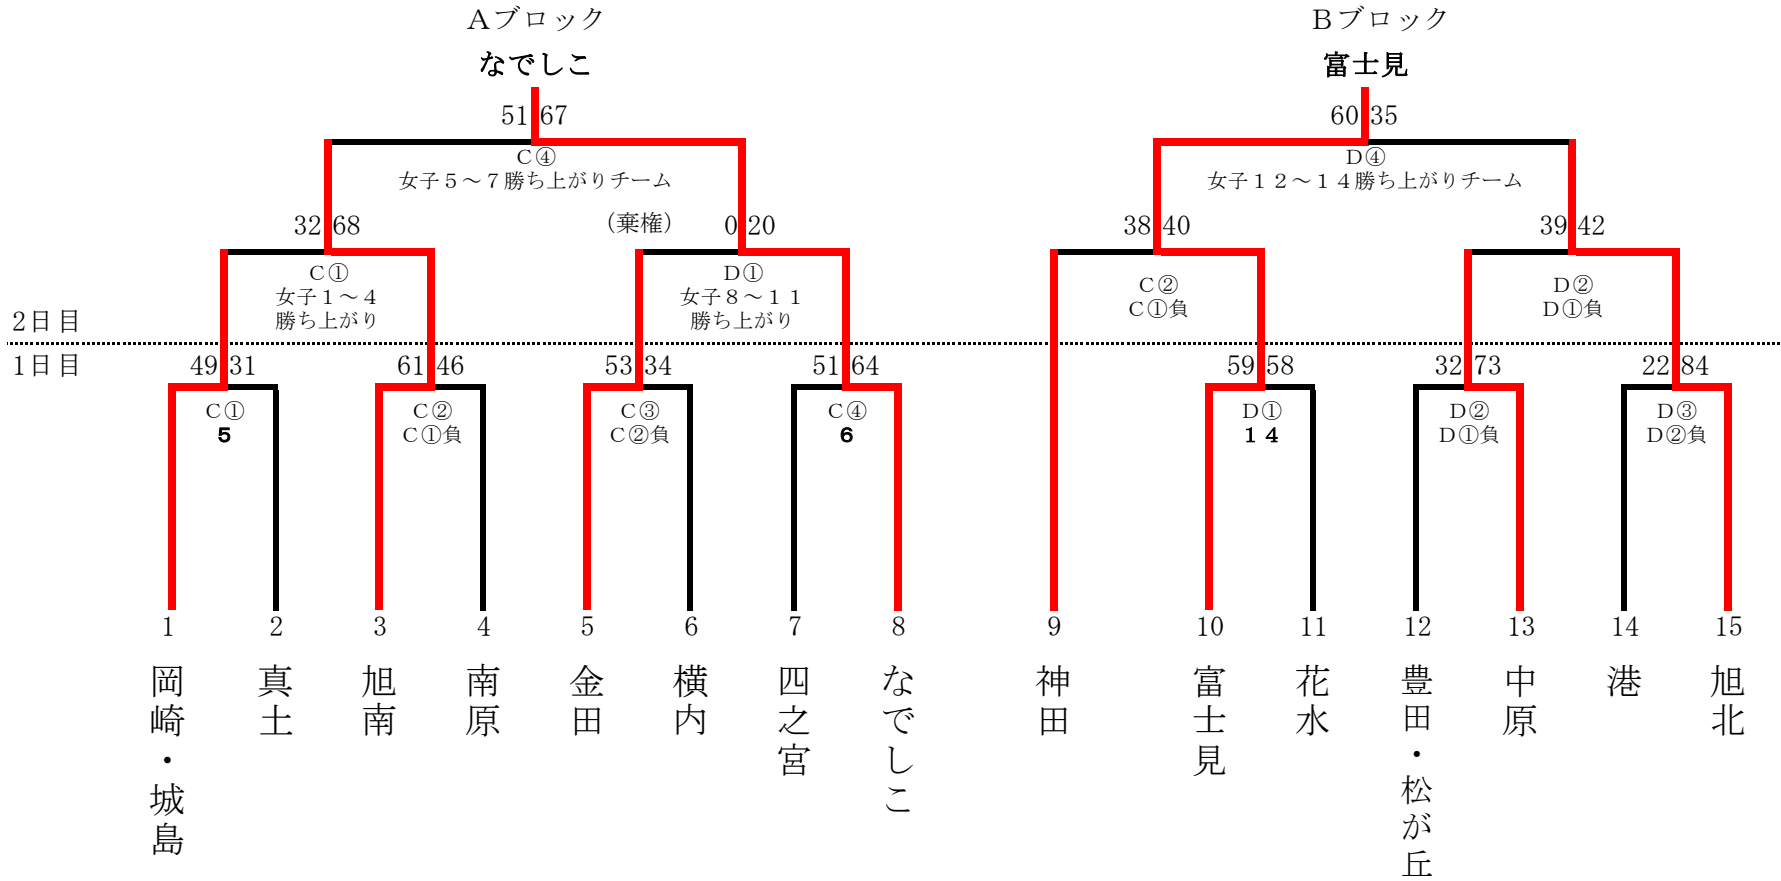 Aブロック
Bブロック
なでしこ
富士見
51 67
60 35
C④
女子5～7勝ち上がりチーム
D④
女子12～14勝ち上がりチーム
32 68
(棄権)
0 20
38 40
39 42
C①
女子1～4
勝ち上がり
D①
女子8～11
勝ち上がり
C②
C①負
D②
D①負
2日目
1日目
49 31
61 46
53 34
51 64
59 58
32 73
22 84
C①
5
C②
C①負
C③
C②負
C④
6
D①
14
D②
D①負
D③
D②負
1 2 3 4 5 6 7 8 9 10 11 12 13 14 15
岡崎・城島
真土
旭南
南原
金田
横内
四之宮
なでしこ
神田
富士見
花水
豊田・松が丘
中原
港
旭北